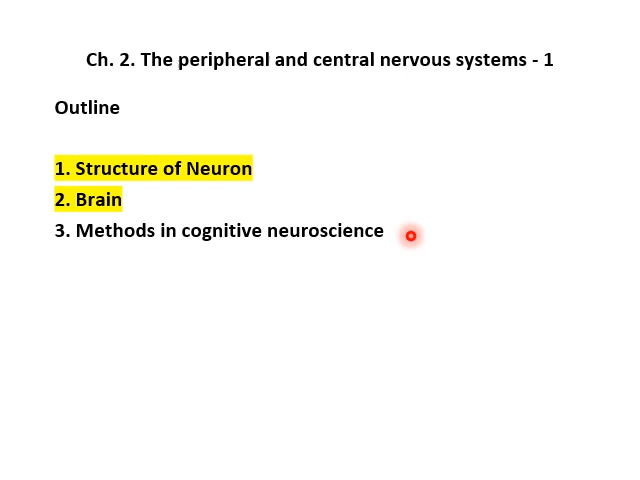 Ch. 2. The peripheral and central nervous systems - 1
Outline
1. Structure of Neuron
2. Brain
3. Methods in cognitive neuroscience